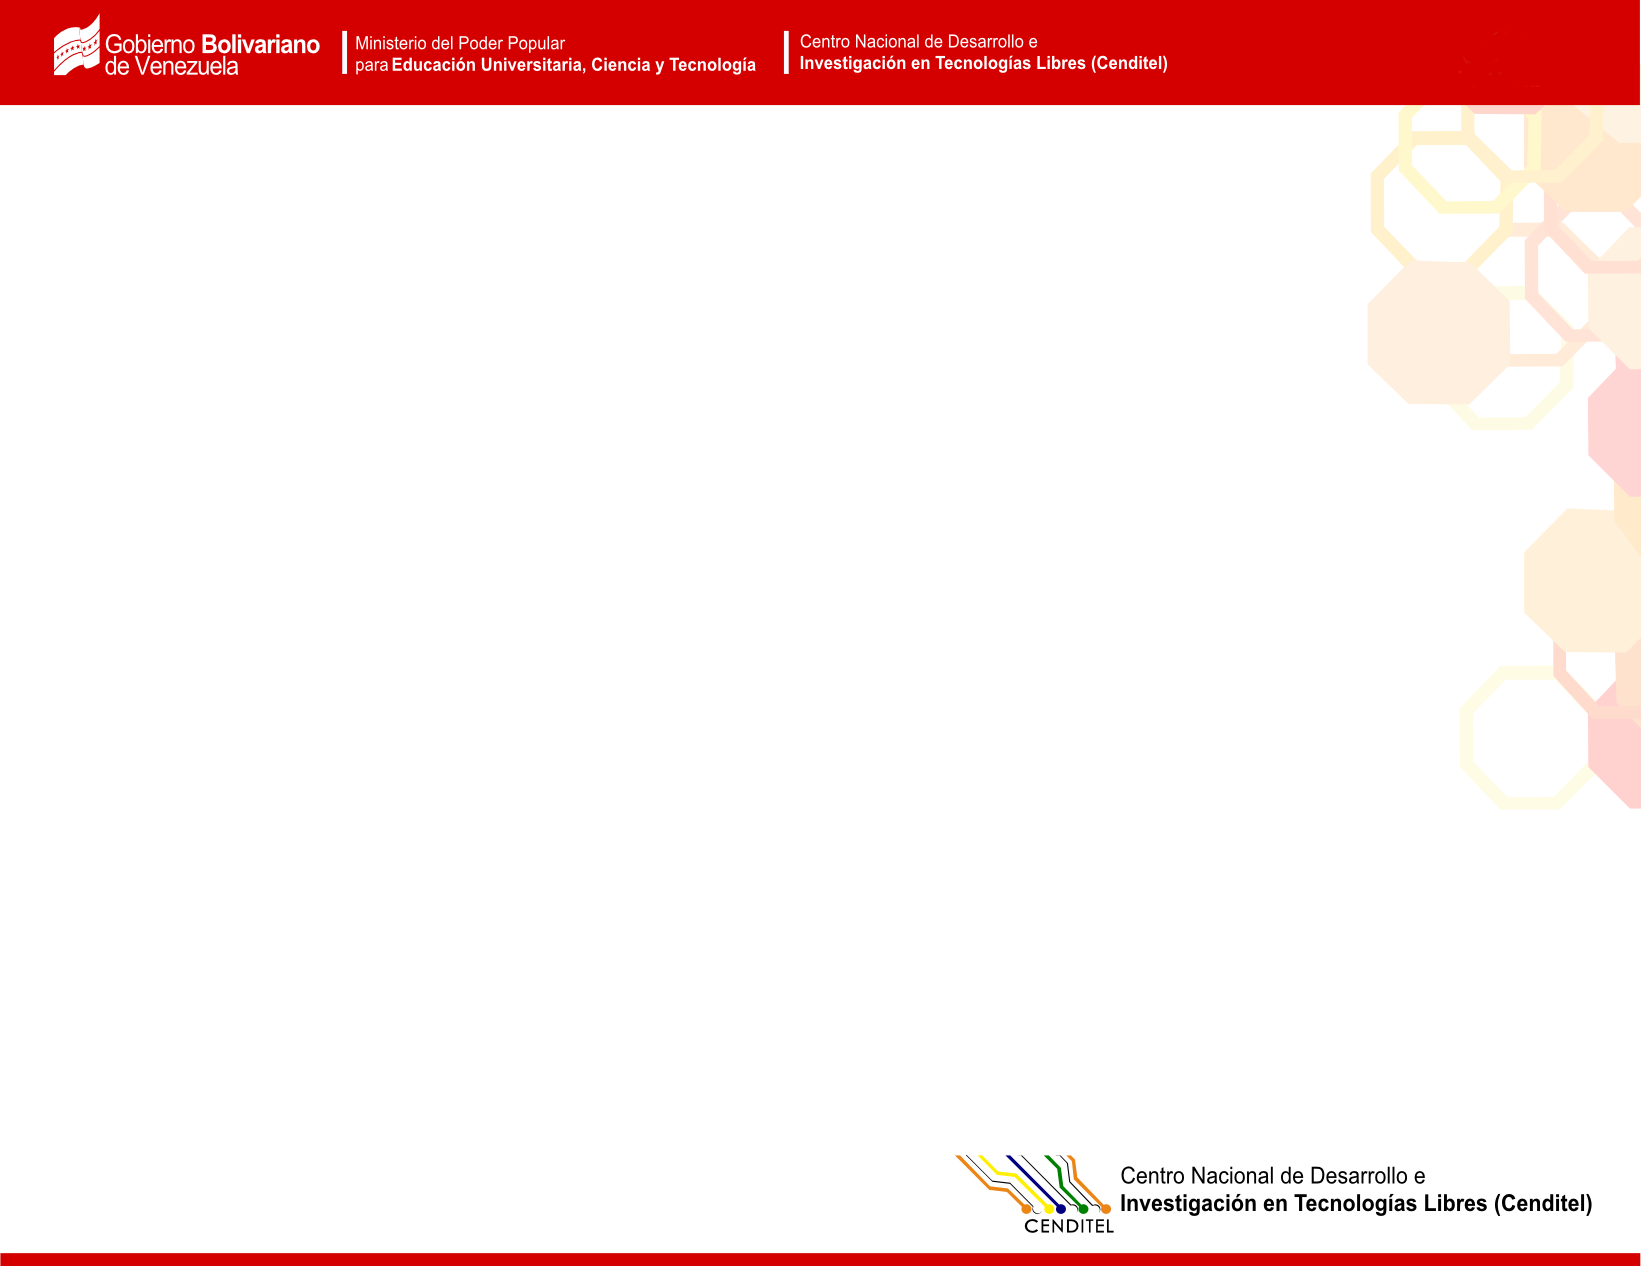 Gobierno Bolivariano
de Venezuela
Ministerio del Poder Popular
para Educación Universitaria, Ciencia y Tecnología
Centro Nacional de Desarrollo e
Investigación en Tecnologías Libres (Cenditel)
CENDITEL
Centro Nacional de Desarrollo e
Investigación en Tecnologías Libres (Cenditel)